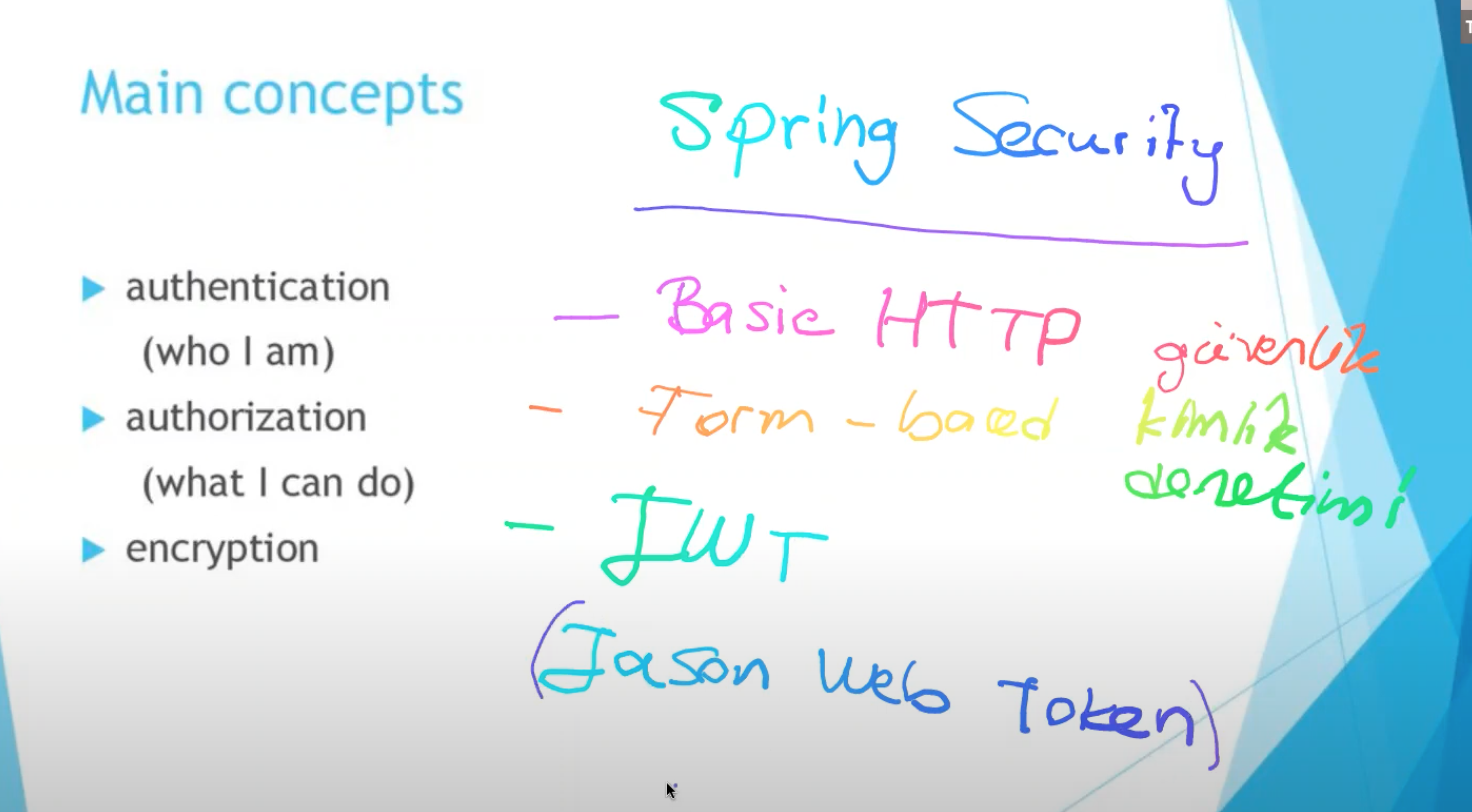 Main concepts
Spring Security
authentication
(who I am)
authorization
(what I can do)
encryption
— Basic HTTP
- Form - baed
güvenlik
kimlik
denetimi
- JWT
(Jason Web Token)
T